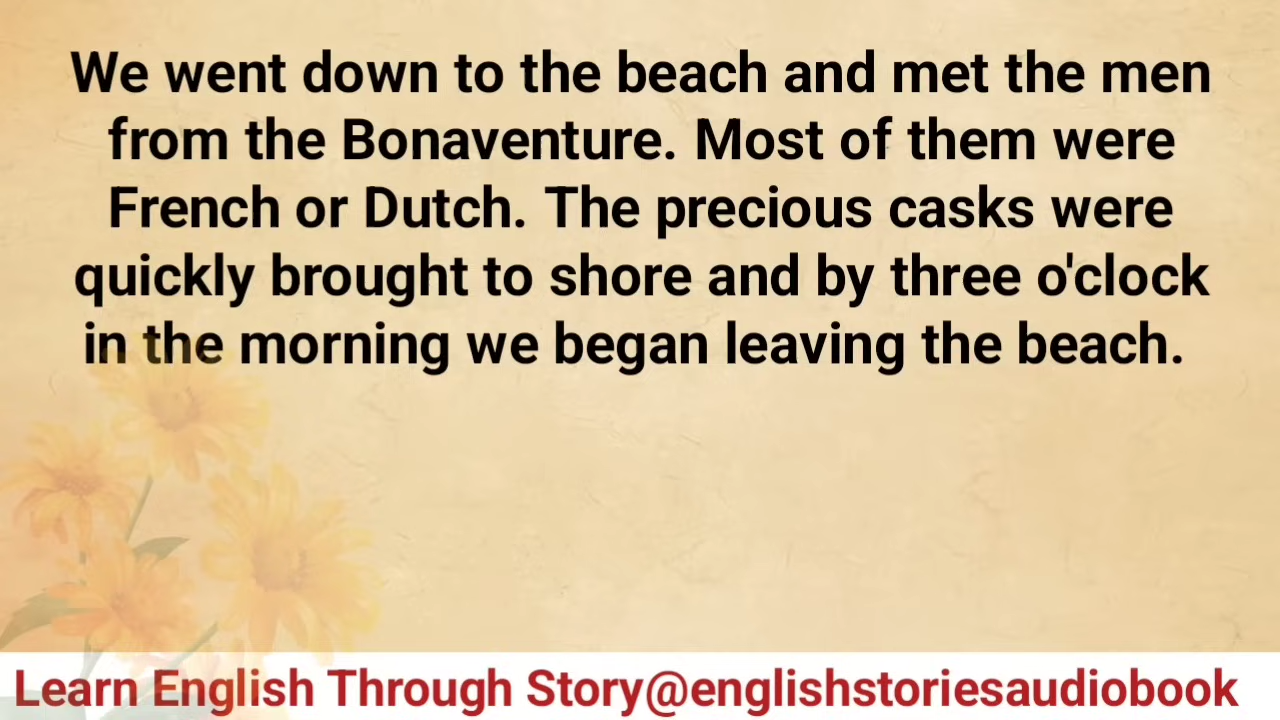 We went down to the beach and met the men
from the Bonaventure. Most of them were
French or Dutch. The precious casks were
quickly brought to shore and by three o'clock
in the morning we began leaving the beach.
Learn English Through Story@englishstoriesaudiobook